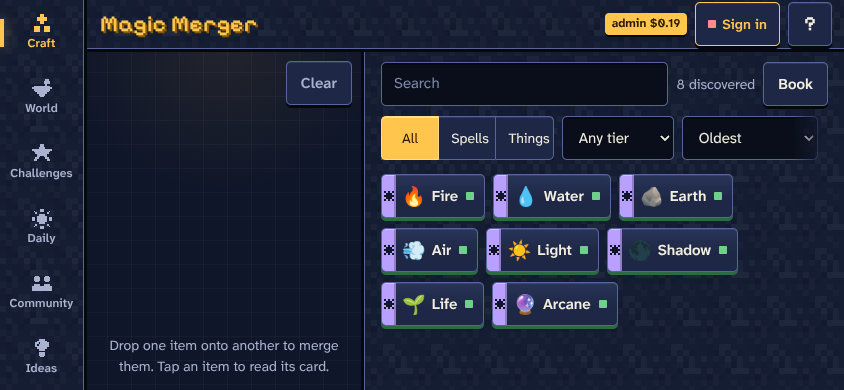 Magic Merger
admin $0.19
Sign in
?
Craft
World
Challenges
Daily
Community
Ideas
Clear
Drop one item onto another to merge
them. Tap an item to read its card.
Search
8 discovered
Book
All
Spells
Things
Any tier
Oldest
Fire
Water
Earth
Air
Light
Shadow
Life
Arcane